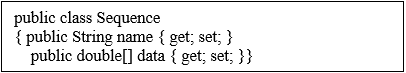 public class Sequence
{ public String name { get; set; }
public double[] data { get; set; }}